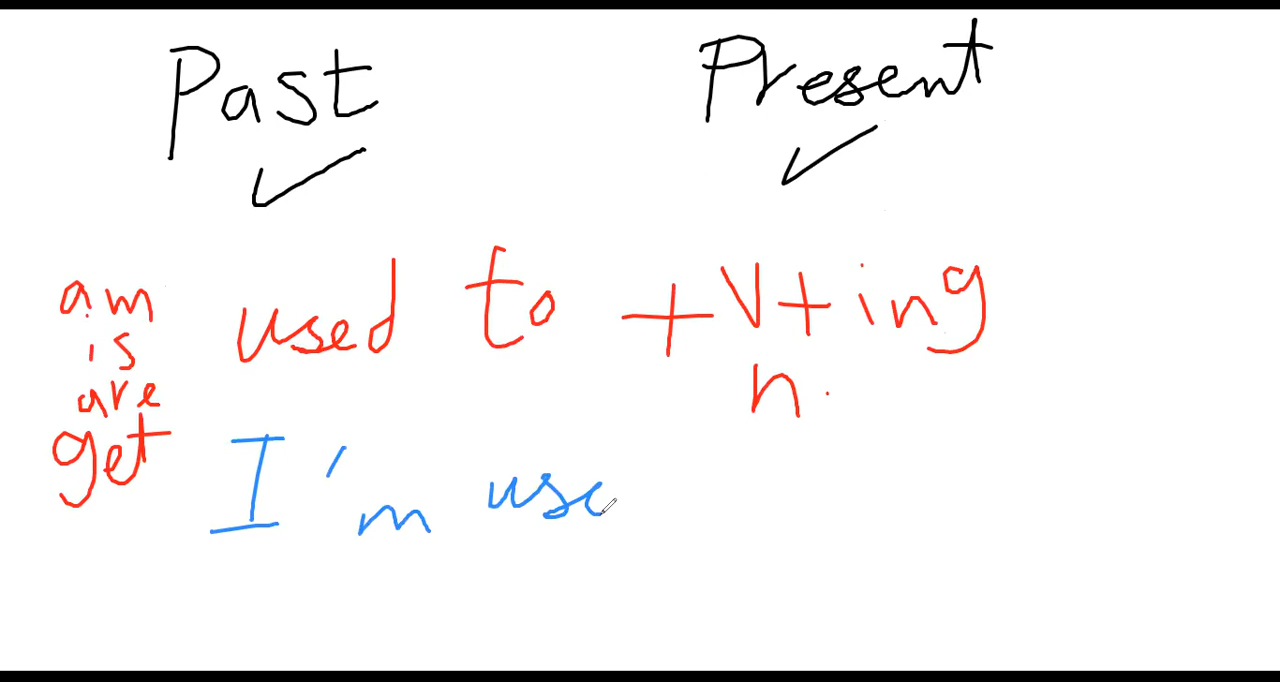 Past Present
am
is
are
get
used to + V+ing
n.
I'm use